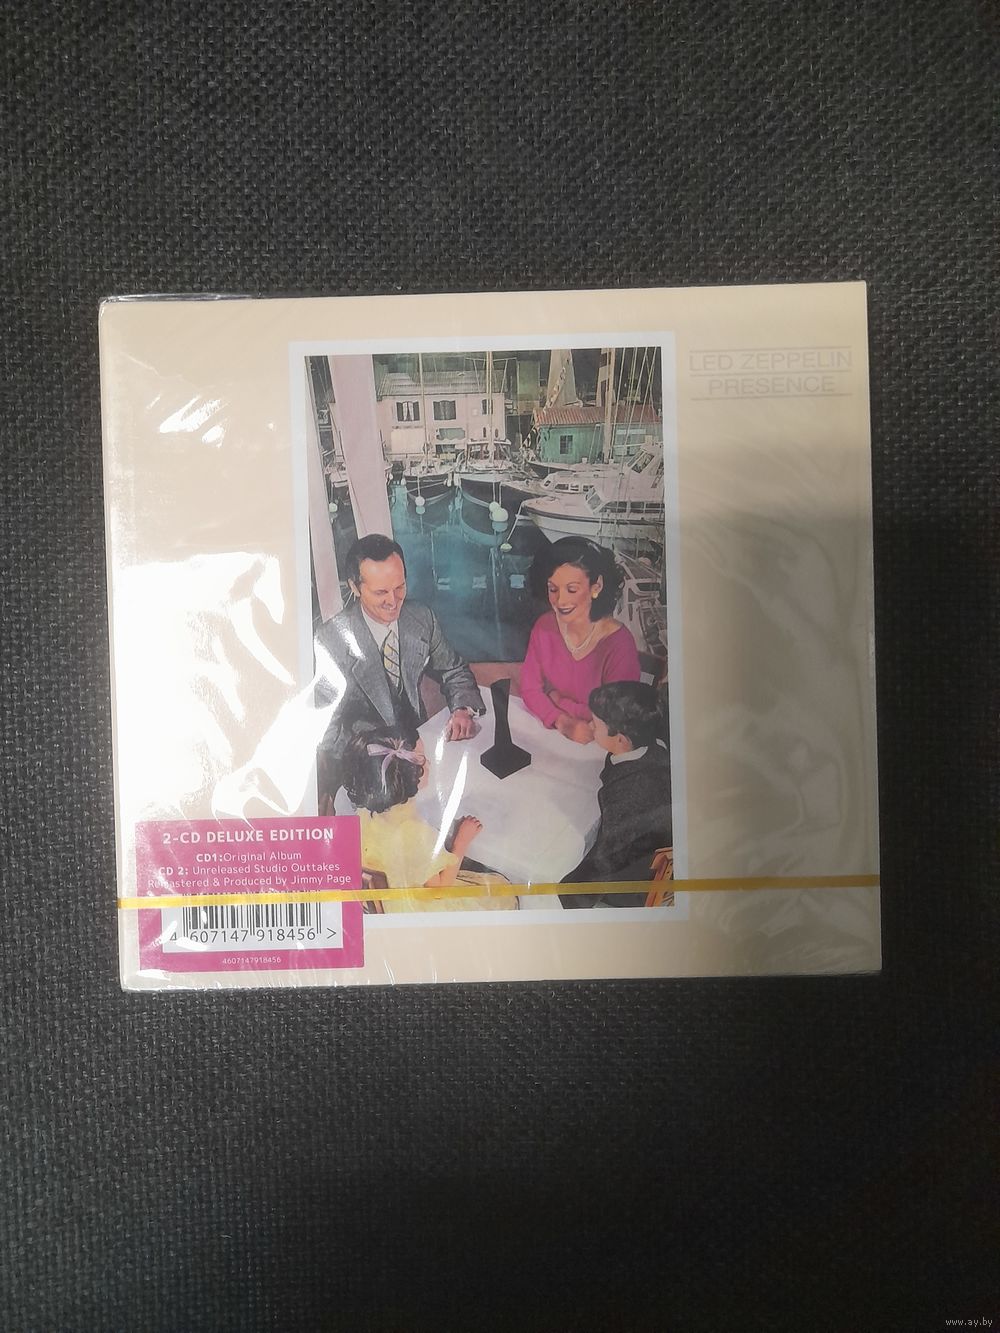 LED ZEPPELIN
PRESENCE
2-CD DELUXE EDITION
CD1:Original Album
CD 2: Unreleased Studio Outtakes
Remastered & Produced by Jimmy Page
4 607147 918456 >
4607147918456
www.ay.by